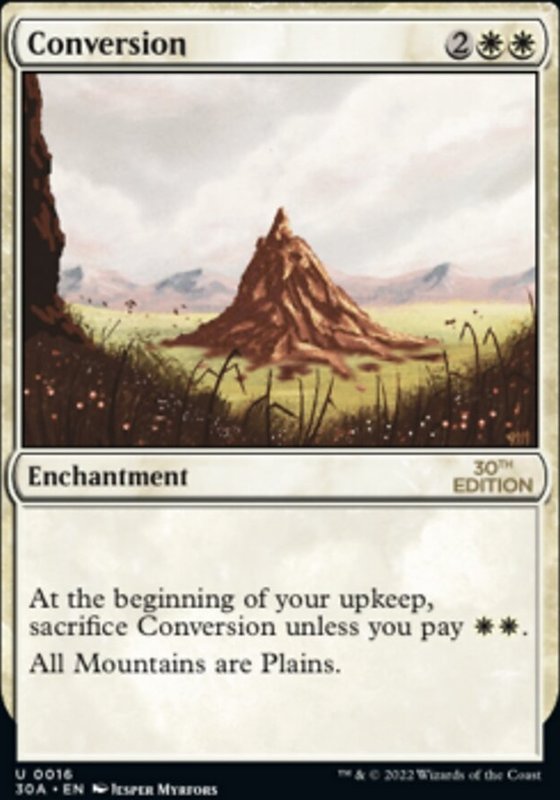 Conversion 2
Enchantment
30TH
EDITION
At the beginning of your upkeep,
sacrifice Conversion unless you pay .
All Mountains are Plains.
U 0016
30A • EN Jesper Myrfors
™ & © 2022 Wizards of the Coast